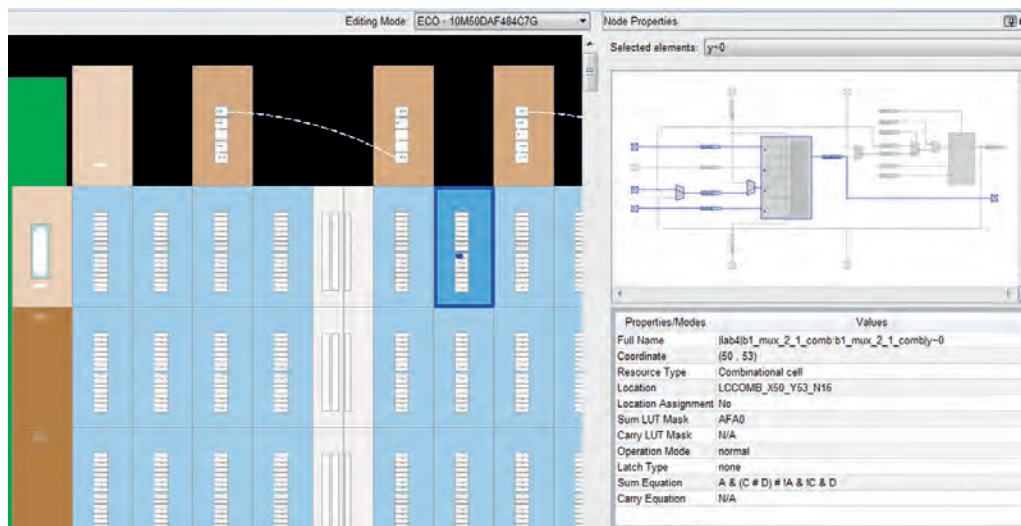 Editing Mode: ECO - 10M50DAF484C7G
Node Properties
Selected elements: y~0
Properties/Modes Values
Full Name |lab4|b1_mux_2_1_comb:b1_mux_2_1_comb|y~0
Coordinate (50 , 53)
Resource Type Combinational cell
Location LCCOMB_X50_Y53_N16
Location Assignment No
Sum LUT Mask AFA0
Carry LUT Mask N/A
Operation Mode normal
Latch Type none
Sum Equation A & (C # D) # !A & !C & D
Carry Equation N/A